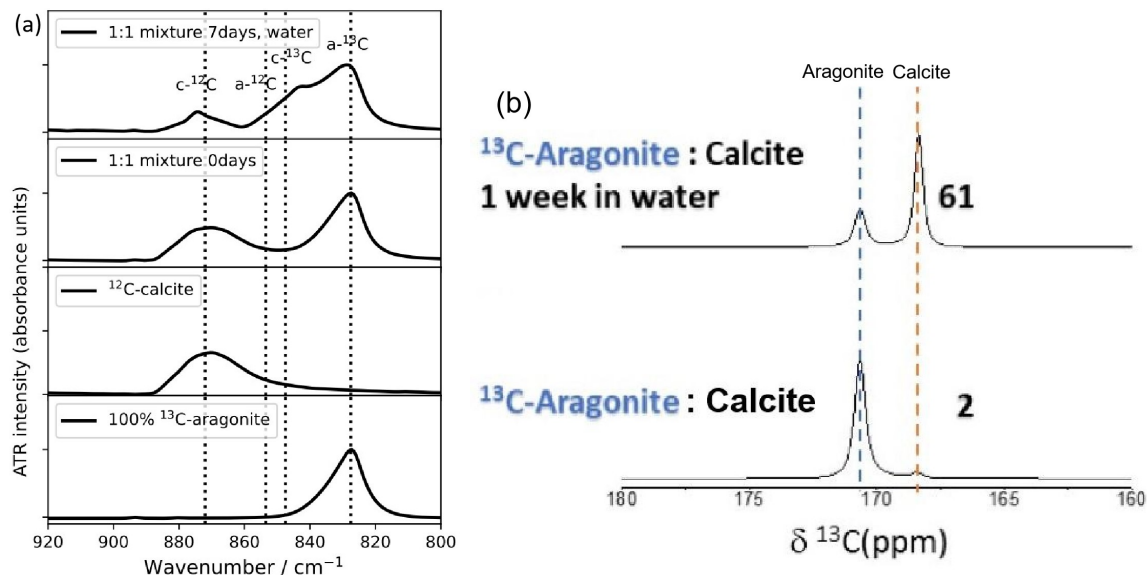 (a)
1:1 mixture 7days, water
a-¹³C
c-¹³C
c-¹²C
a-¹²C
1:1 mixture 0days
¹²C-calcite
100% ¹³C-aragonite
ATR intensity (absorbance units)
920 900 880 860 840 820 800
Wavenumber / cm⁻¹
(b)
Aragonite Calcite
¹³C-Aragonite : Calcite
1 week in water
61
¹³C-Aragonite : Calcite
2
180 175 170 165 160
δ ¹³C(ppm)